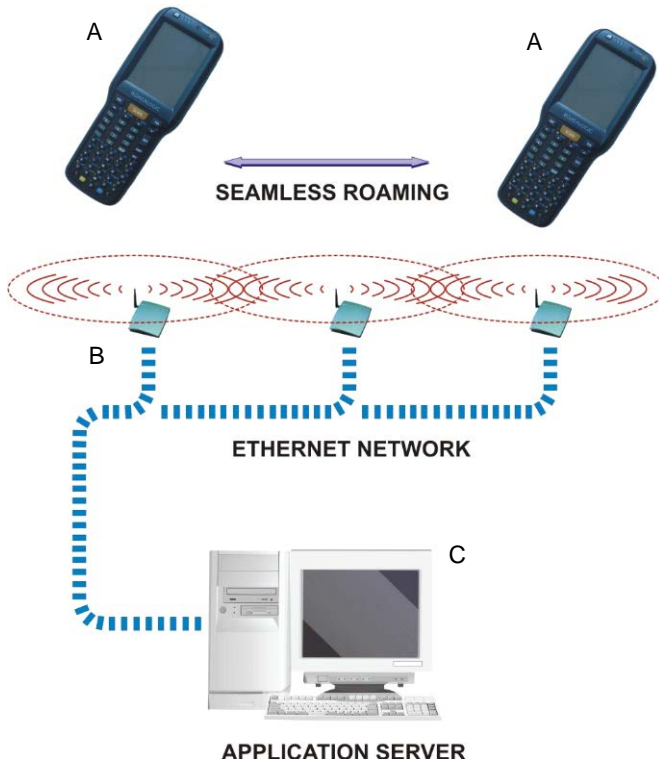 A
A
SEAMLESS ROAMING
B
ETHERNET NETWORK
C
APPLICATION SERVER